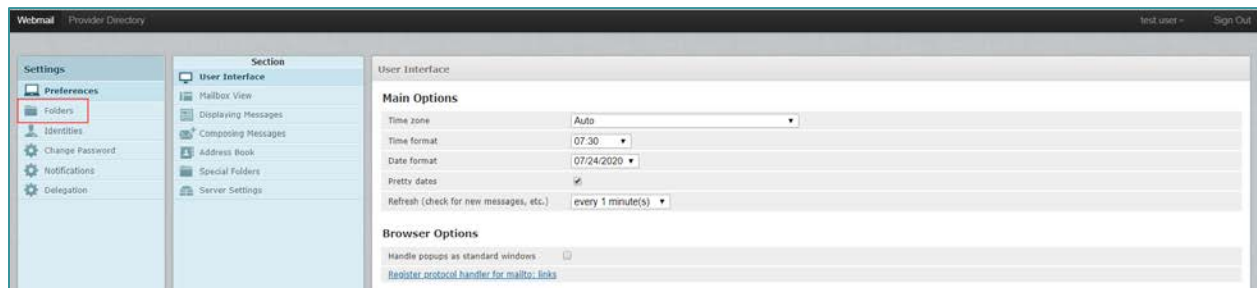 Webmail Provider Directory test user Sign Out
Settings
Preferences
Folders
Identities
Change Password
Notifications
Delegation
Section
User Interface
Mailbox View
Displaying Messages
Composing Messages
Address Book
Special Folders
Server Settings
User Interface
Main Options
Time zone Auto
Time format 07:30
Date format 07/24/2020
Pretty dates
Refresh (check for new messages, etc.) every 1 minute(s)
Browser Options
Handle popups as standard windows
Register protocol handler for mailto: links